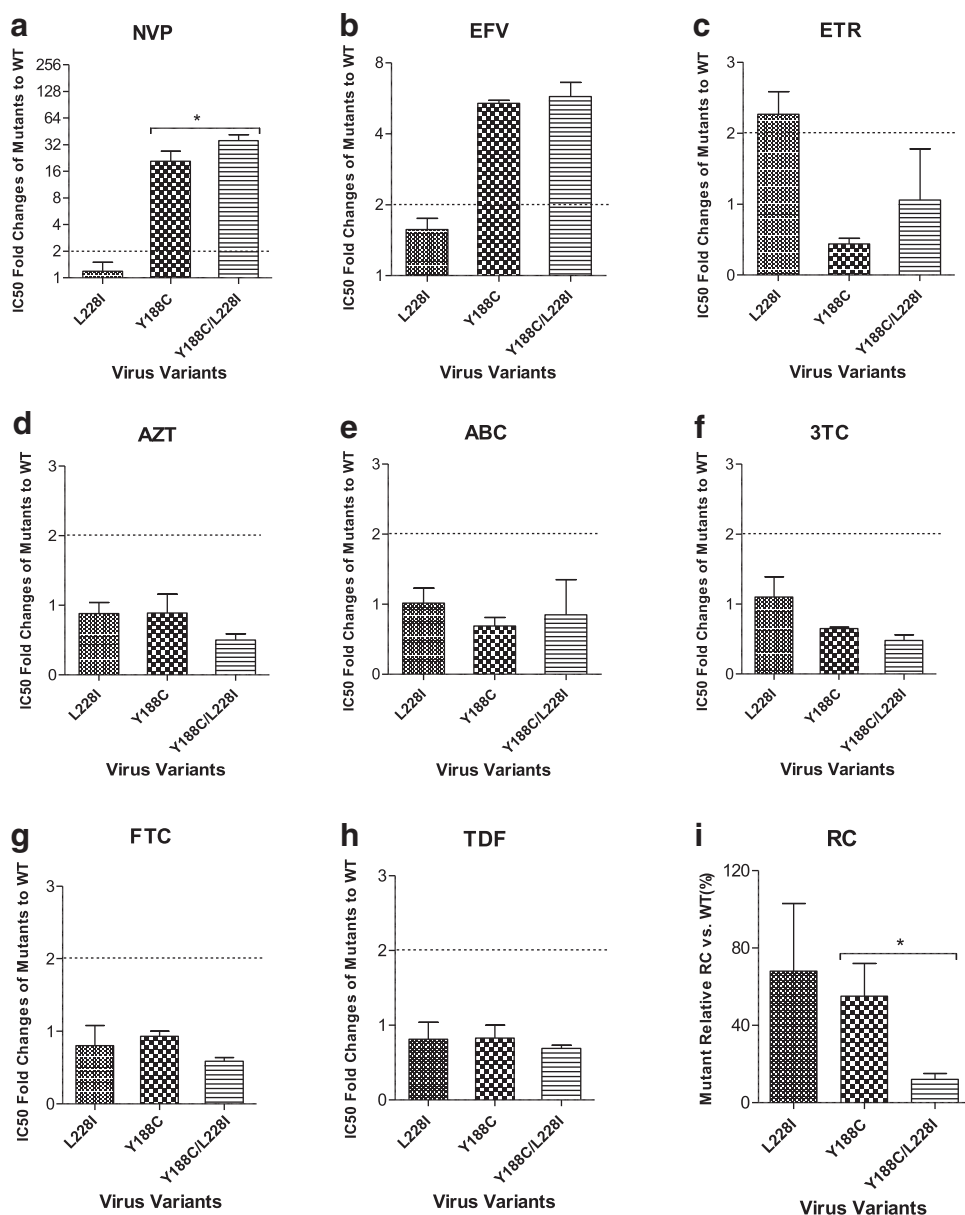 a
NVP
IC50 Fold Changes of Mutants to WT
256
128
64
32
16
8
4
2
1
*
L228I
Y188C
Y188C/L228I
Virus Variants
b
EFV
IC50 Fold Changes of Mutants to WT
8
4
2
1
L228I
Y188C
Y188C/L228I
Virus Variants
c
ETR
IC50 Fold Changes of Mutants to WT
3
2
1
0
L228I
Y188C
Y188C/L228I
Virus Variants
d
AZT
IC50 Fold Changes of Mutants to WT
3
2
1
0
L228I
Y188C
Y188C/L228I
Virus Variants
e
ABC
IC50 Fold Changes of Mutants to WT
3
2
1
0
L228I
Y188C
Y188C/L228I
Virus Variants
f
3TC
IC50 Fold Changes of Mutants to WT
3
2
1
0
L228I
Y188C
Y188C/L228I
Virus Variants
g
FTC
IC50 Fold Changes of Mutants to WT
3
2
1
0
L228I
Y188C
Y188C/L228I
Virus Variants
h
TDF
IC50 Fold Changes of Mutants to WT
3
2
1
0
L228I
Y188C
Y188C/L228I
Virus Variants
i
RC
Mutant Relative RC vs. WT(%)
120
80
40
0
*
L228I
Y188C
Y188C/L228I
Virus Variants